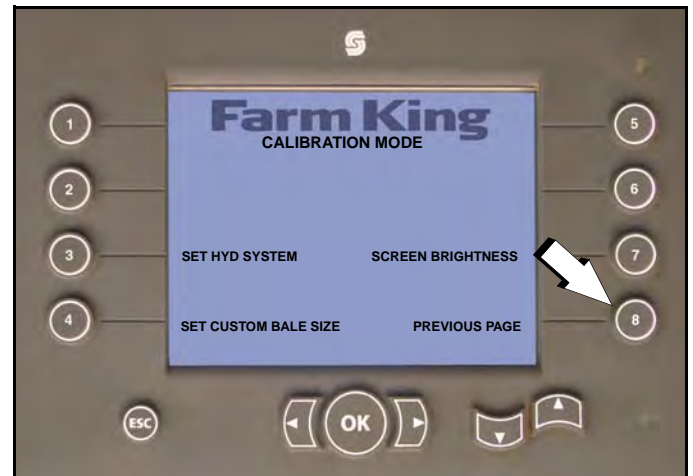 Farm King
CALIBRATION MODE
1
5
2
6
3
SET HYD SYSTEM
SCREEN BRIGHTNESS
7
4
SET CUSTOM BALE SIZE
PREVIOUS PAGE
8
ESC
OK